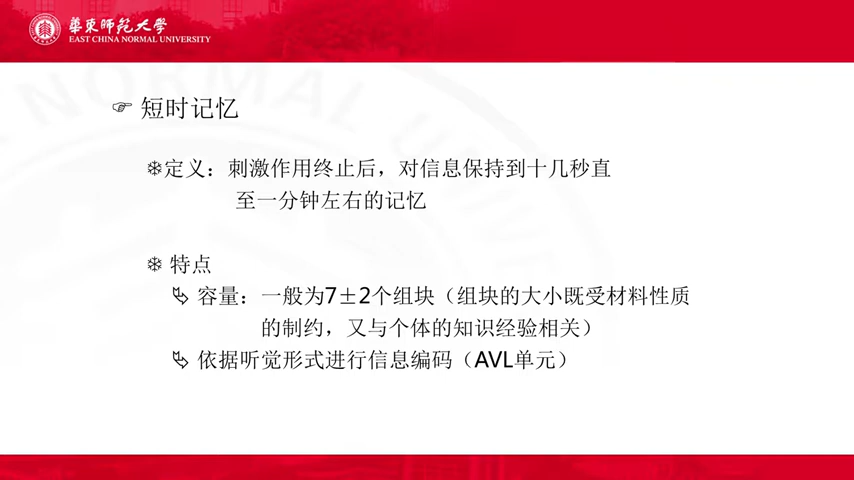 華東師范大学
EAST CHINA NORMAL UNIVERSITY
☞ 短时记忆
❄定义：刺激作用终止后，对信息保持到十几秒直
至一分钟左右的记忆
❄ 特点
容量：一般为7±2个组块（组块的大小既受材料性质
的制约，又与个体的知识经验相关）
依据听觉形式进行信息编码（AVL单元）